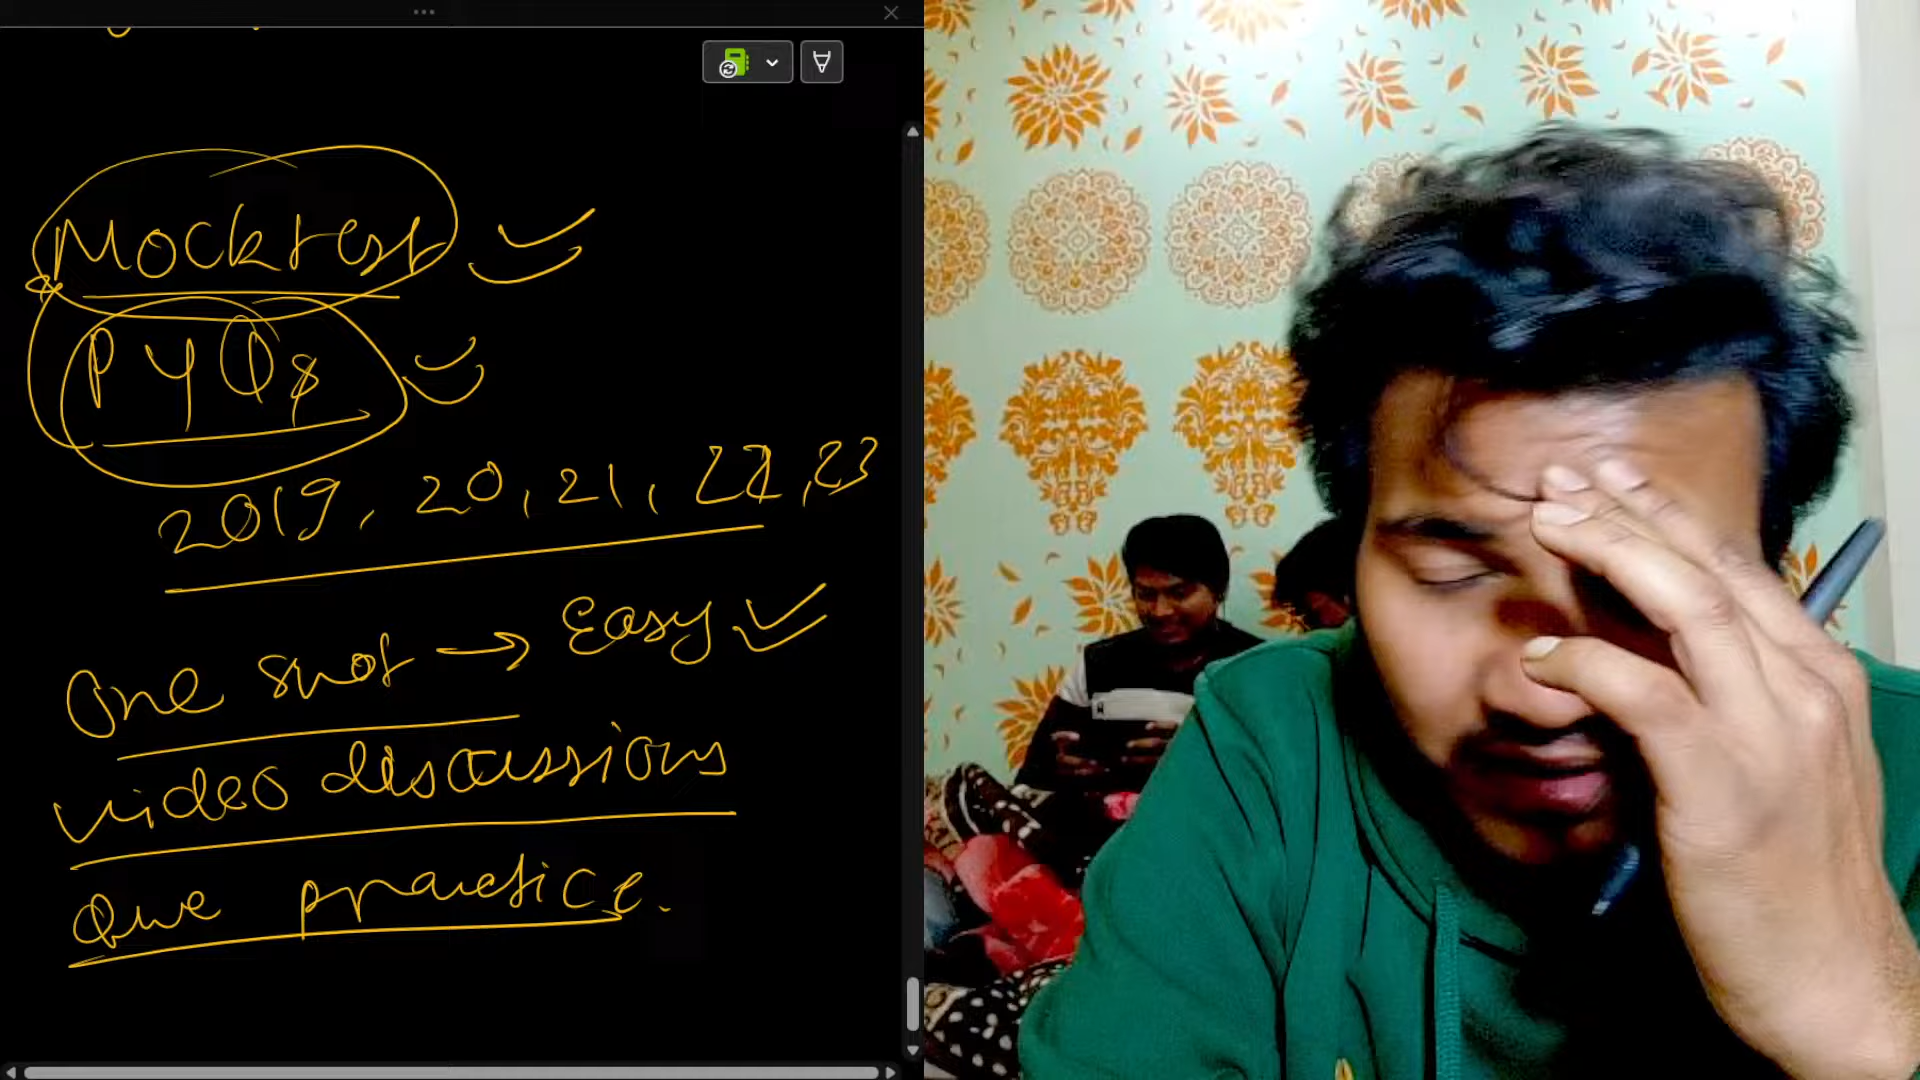 Mocktest
PYQs
2019, 20, 21, 22, 23
One shot → Easy
video discussions
Que practice.